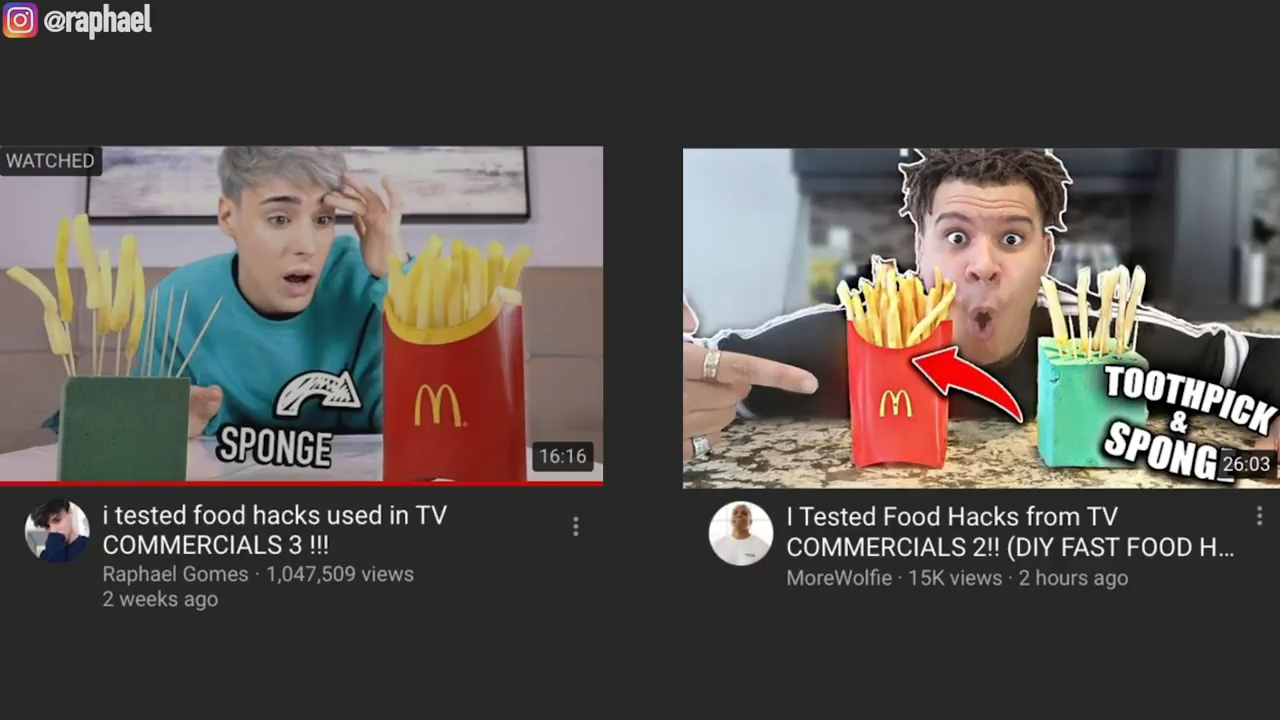 @raphael
WATCHED
SPONGE
16:16
i tested food hacks used in TV
COMMERCIALS 3 !!!
Raphael Gomes · 1,047,509 views
2 weeks ago
TOOTHPICK
&
SPONG
26:03
I Tested Food Hacks from TV
COMMERCIALS 2!! (DIY FAST FOOD H...
MoreWolfie · 15K views · 2 hours ago